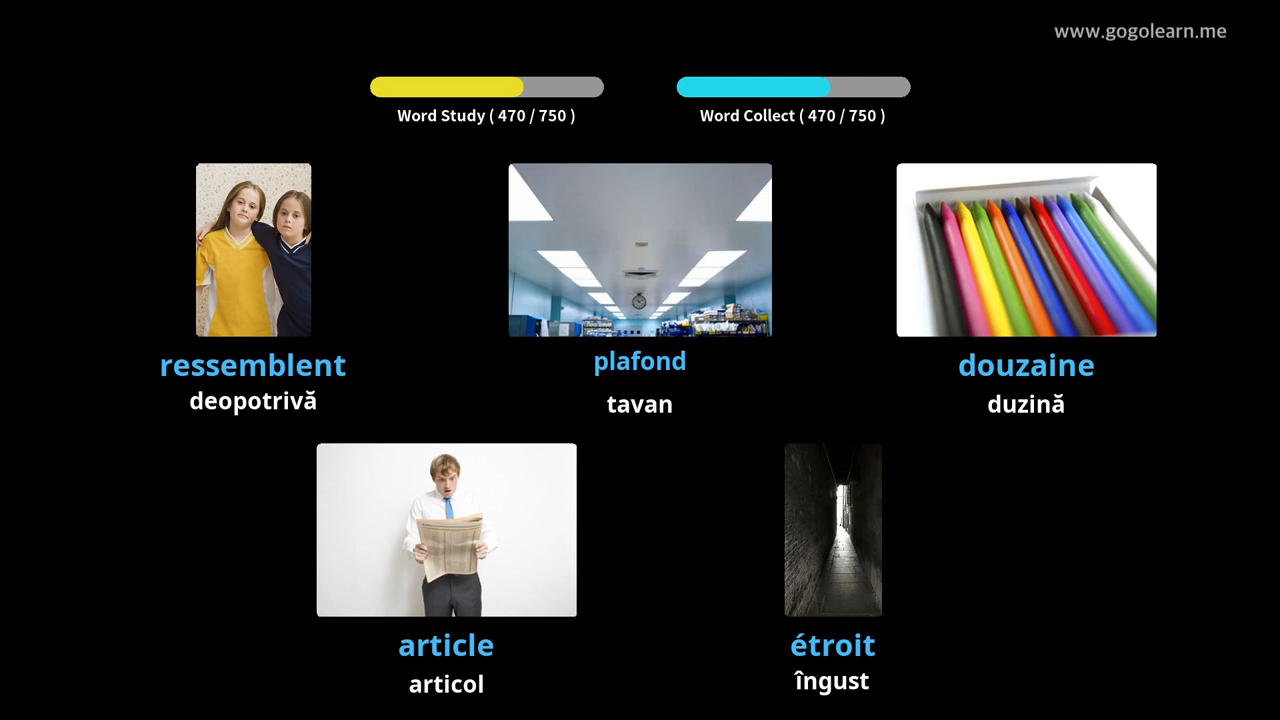 www.gogolearn.me
Word Study ( 470 / 750 )
Word Collect ( 470 / 750 )
ressemblent
deopotrivă
plafond
tavan
douzaine
duzină
article
articol
étroit
îngust